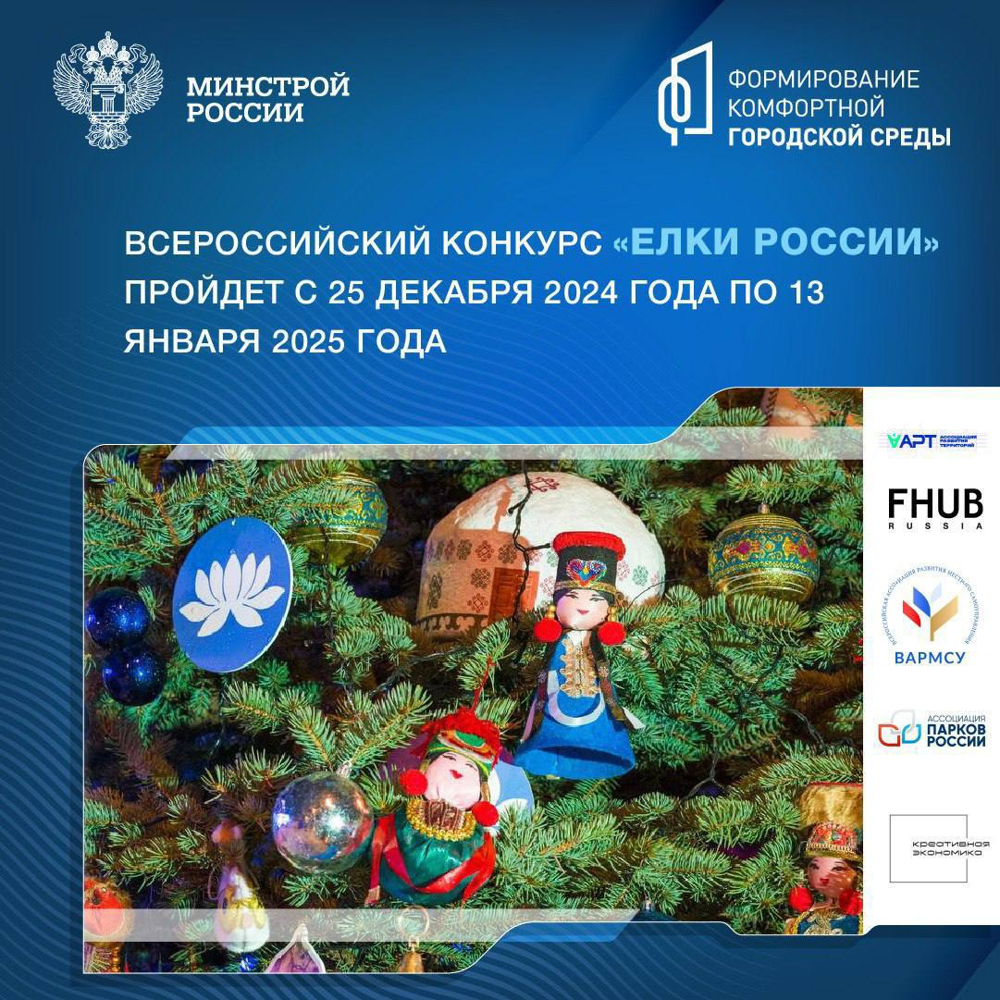 МИНСТРОЙ
РОССИИ
ФОРМИРОВАНИЕ
КОМФОРТНОЙ
ГОРОДСКОЙ СРЕДЫ
ВСЕРОССИЙСКИЙ КОНКУРС «ЕЛКИ РОССИИ»
ПРОЙДЕТ С 25 ДЕКАБРЯ 2024 ГОДА ПО 13
ЯНВАРЯ 2025 ГОДА
АРТ
АССОЦИАЦИЯ
РАЗВИТИЯ
ТЕРРИТОРИЙ
FHUB
RUSSIA
ВСЕРОССИЙСКАЯ АССОЦИАЦИЯ РАЗВИТИЯ МЕСТНОГО САМОУПРАВЛЕНИЯ
ВАРМСУ
АССОЦИАЦИЯ
ПАРКОВ
РОССИИ
креативная
экономика